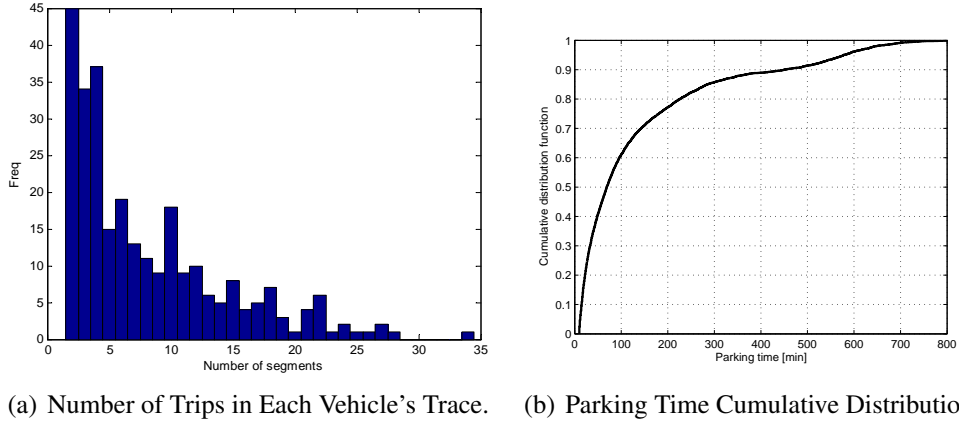 45
40
35
30
25
20
15
10
5
0
Freq
0 5 10 15 20 25 30 35
Number of segments
1
0.9
0.8
0.7
0.6
0.5
0.4
0.3
0.2
0.1
0
Cumulative distribution function
0 100 200 300 400 500 600 700 800
Parking time [min]
(a) Number of Trips in Each Vehicle's Trace.
(b) Parking Time Cumulative Distributio